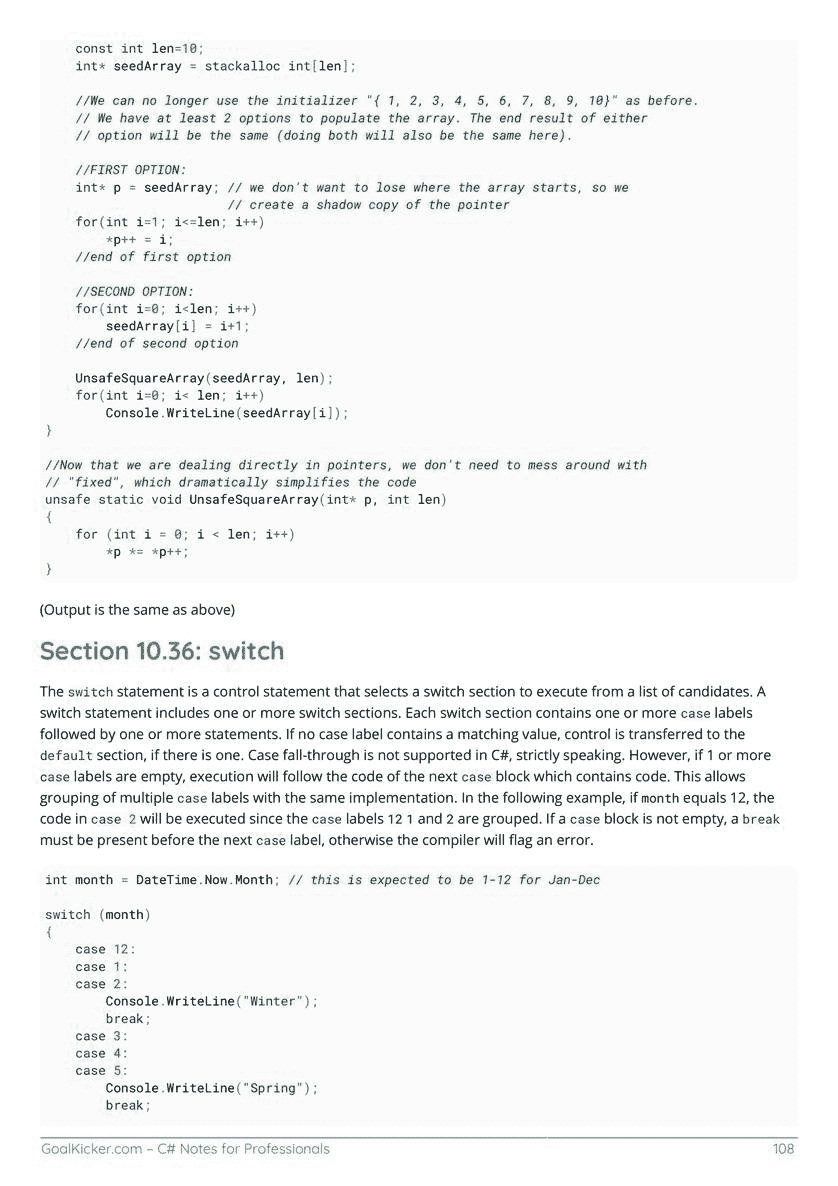 const int len=10;
int* seedArray = stackalloc int[len];
//We can no longer use the initializer "{ 1, 2, 3, 4, 5, 6, 7, 8, 9, 10}" as before.
// We have at least 2 options to populate the array. The end result of either
// option will be the same (doing both will also be the same here).
//FIRST OPTION:
int* p = seedArray; // we don't want to lose where the array starts, so we
// create a shadow copy of the pointer
for(int i=1; i<=len; i++)
*p++ = i;
//end of first option
//SECOND OPTION:
for(int i=0; i<len; i++)
seedArray[i] = i+1;
//end of second option
UnsafeSquareArray(seedArray, len);
for(int i=0; i< len; i++)
Console.WriteLine(seedArray[i]);
}
//Now that we are dealing directly in pointers, we don't need to mess around with
// "fixed", which dramatically simplifies the code
unsafe static void UnsafeSquareArray(int* p, int len)
{
for (int i = 0; i < len; i++)
*p *= *p++;
}
(Output is the same as above)
Section 10.36: switch
The switch statement is a control statement that selects a switch section to execute from a list of candidates. A
switch statement includes one or more switch sections. Each switch section contains one or more case labels
followed by one or more statements. If no case label contains a matching value, control is transferred to the
default section, if there is one. Case fall-through is not supported in C#, strictly speaking. However, if 1 or more
case labels are empty, execution will follow the code of the next case block which contains code. This allows
grouping of multiple case labels with the same implementation. In the following example, if month equals 12, the
code in case 2 will be executed since the case labels 12 1 and 2 are grouped. If a case block is not empty, a break
must be present before the next case label, otherwise the compiler will flag an error.
int month = DateTime.Now.Month; // this is expected to be 1-12 for Jan-Dec
switch (month)
{
case 12:
case 1:
case 2:
Console.WriteLine("Winter");
break;
case 3:
case 4:
case 5:
Console.WriteLine("Spring");
break;
GoalKicker.com – C# Notes for Professionals 108